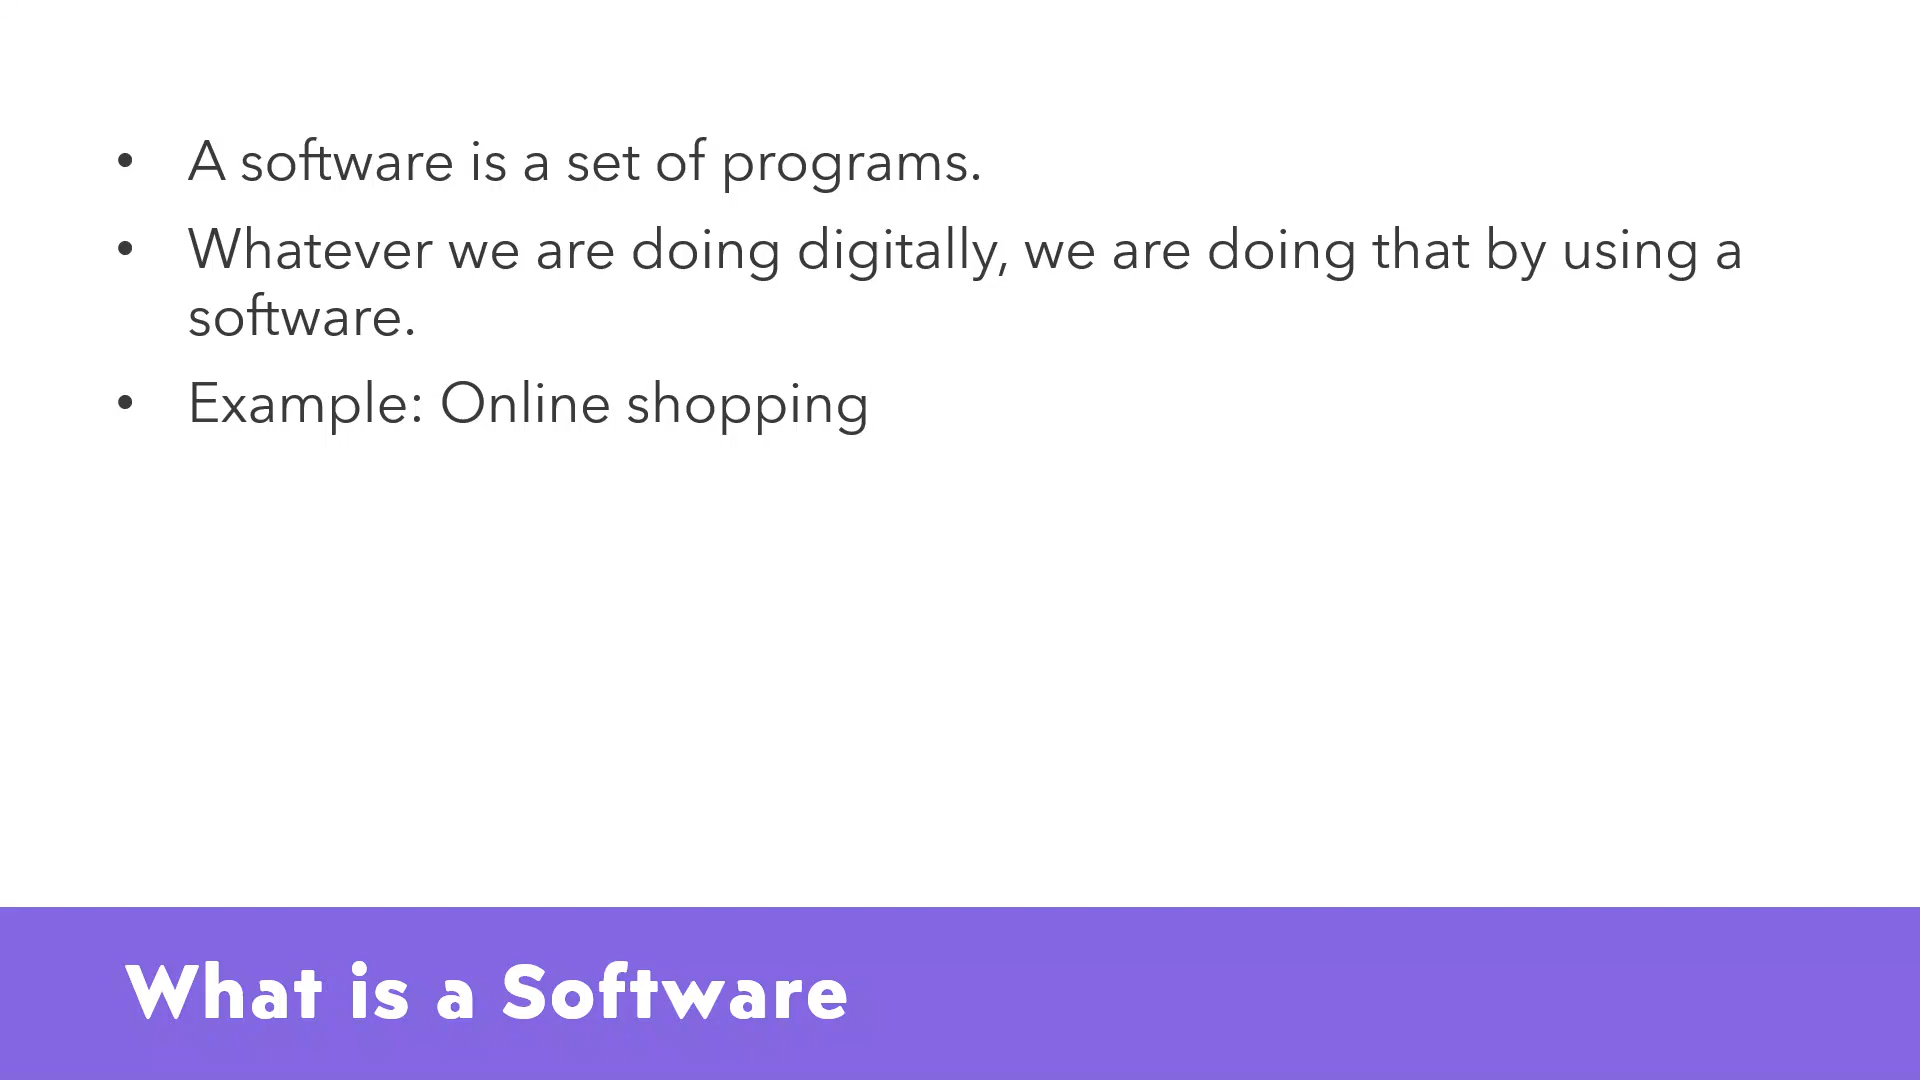 • A software is a set of programs.
• Whatever we are doing digitally, we are doing that by using a
software.
• Example: Online shopping
What is a Software